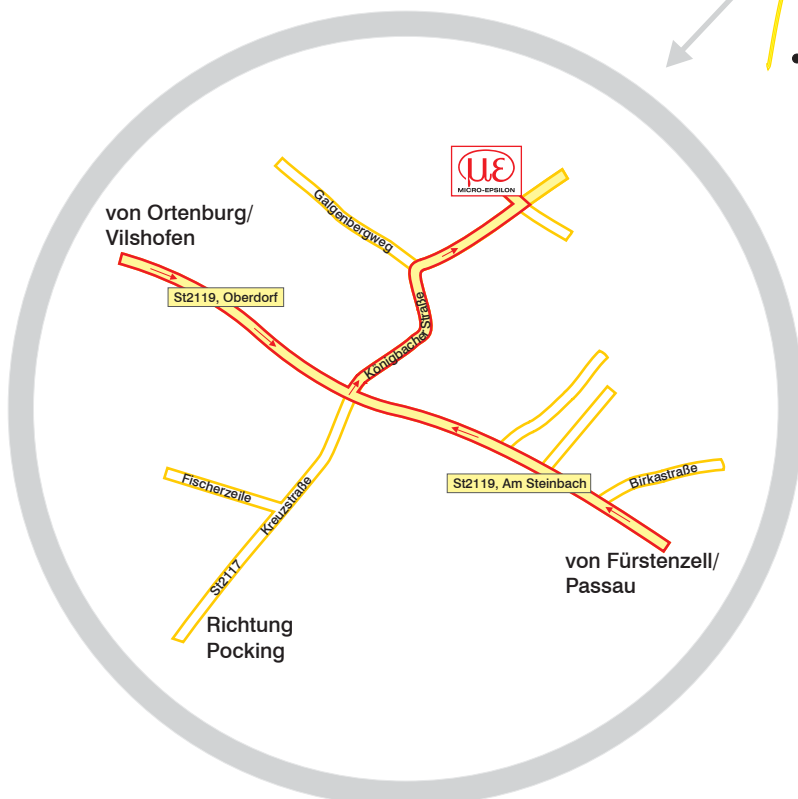 με
MICRO-EPSILON
Galgenbergweg
von Ortenburg/
Vilshofen
St2119, Oberdorf
Königbacher Straße
St2119, Am Steinbach
Birkastraße
Fischerzeile
Kreuzstraße
St2117
von Fürstenzell/
Passau
Richtung
Pocking